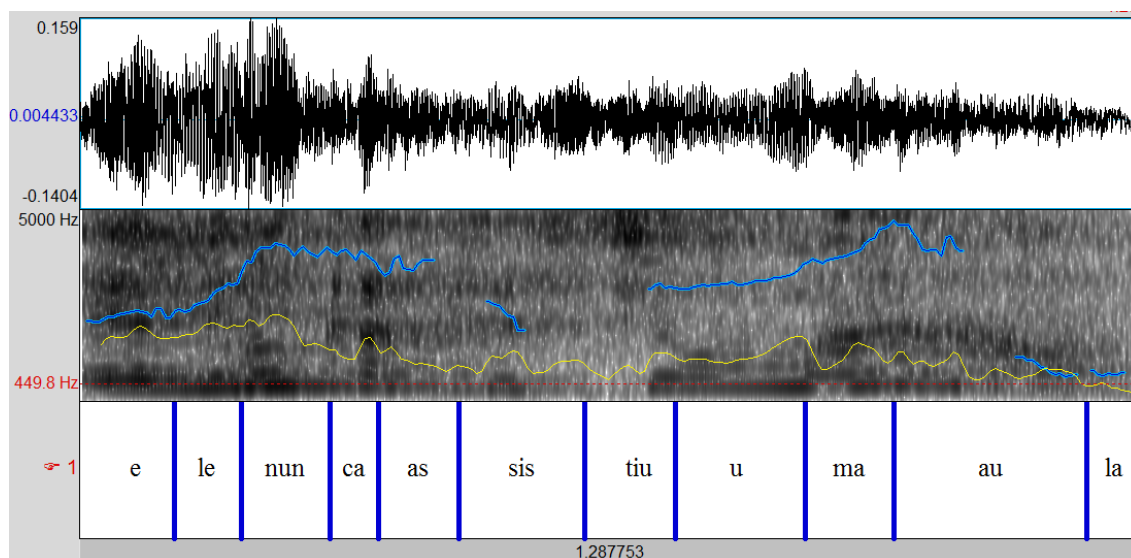 0.159
0.004433
-0.1404
5000 Hz
449.8 Hz
☞ 1
e le nun ca as sis tiu u ma au la
1.287753